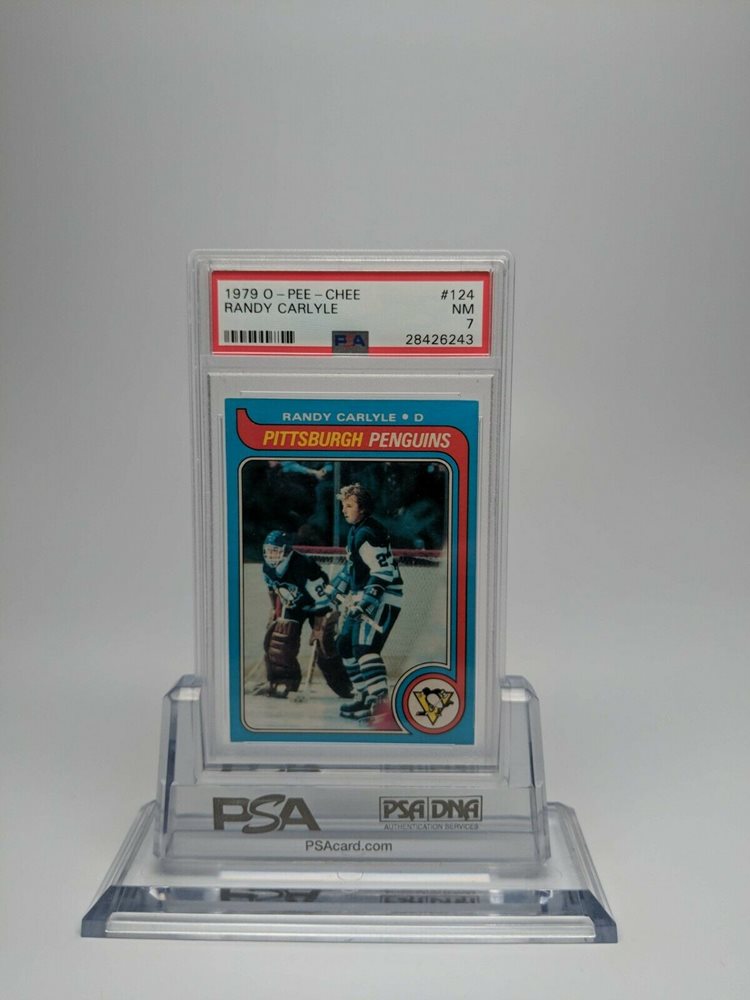 1979 O-PEE-CHEE #124
RANDY CARLYLE NM
7
PSA 28426243
RANDY CARLYLE • D
PITTSBURGH PENGUINS
PSA
PSA DNA
AUTHENTICATION SERVICES
PSAcard.com